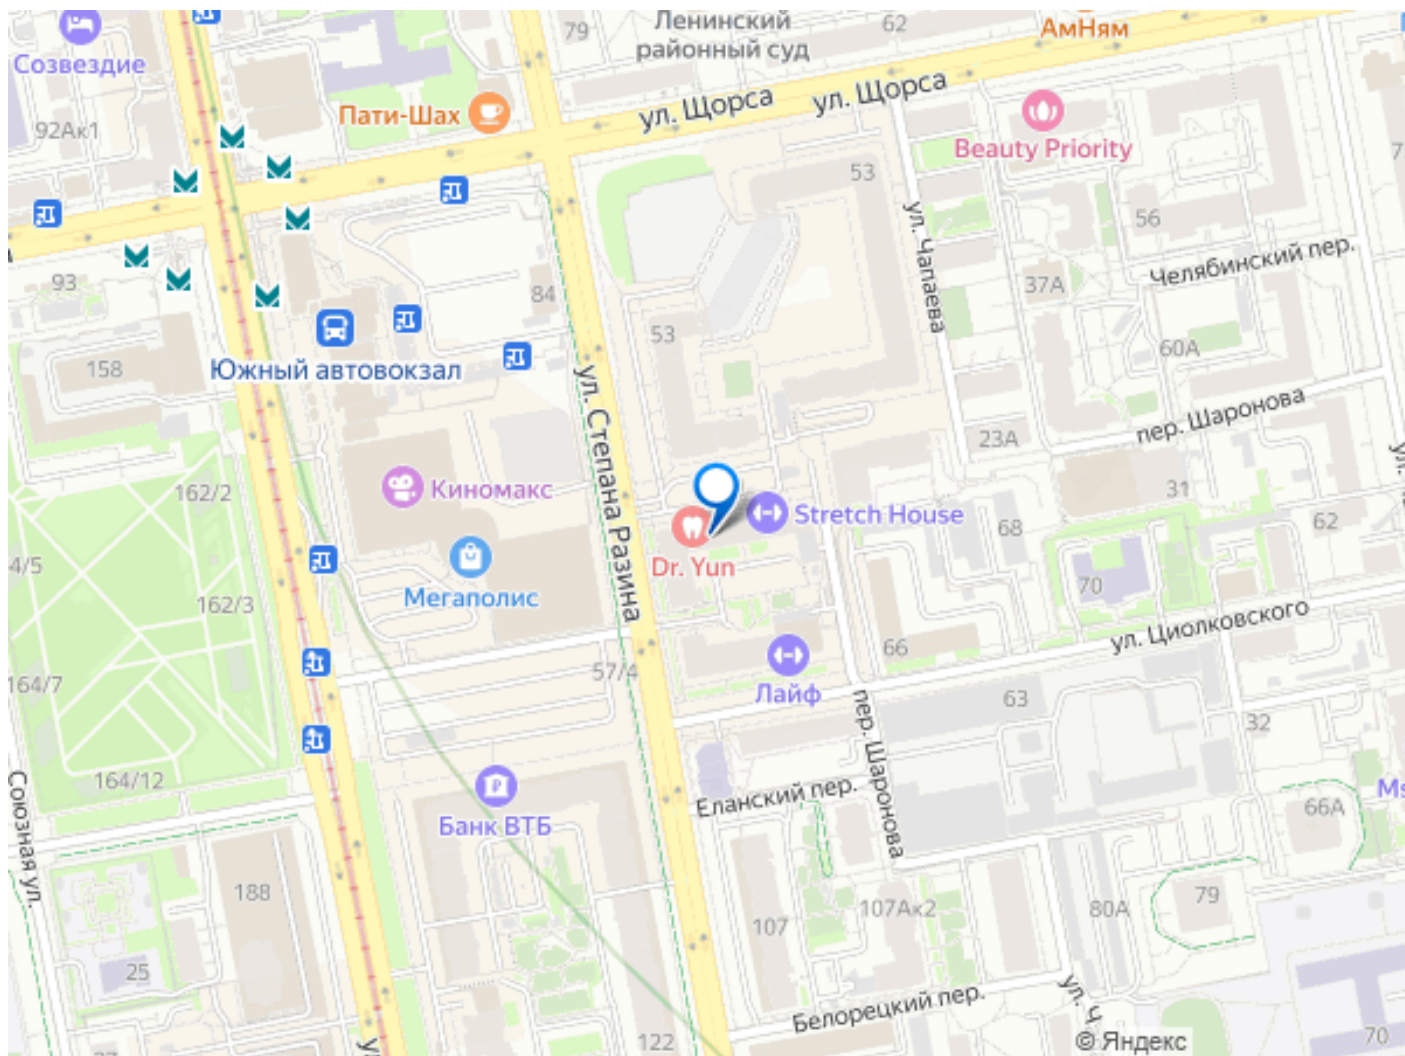 79
Ленинский
районный суд
62
АмНям
Созвездие
92Ак1
Пати-Шах
ул. Щорса
ул. Щорса
Beauty Priority
53
ул. Чапаева
56
Челябинский пер.
93
84
37А
53
60А
158
Южный автовокзал
ул. Степана Разина
пер. Шаронова
23А
162/2
Киномакс
31
Stretch House
68
62
4/5
Dr. Yun
70
162/3
Мегаполис
ул. Циолковского
66
164/7
57/4
Лайф
63
пер. Шаронова
32
164/12
Еланский пер.
Союзная ул.
Банк ВТБ
66А
188
79
107Ак2
80А
107
25
Белорецкий пер.
ул. Ч
122
© Яндекс
70